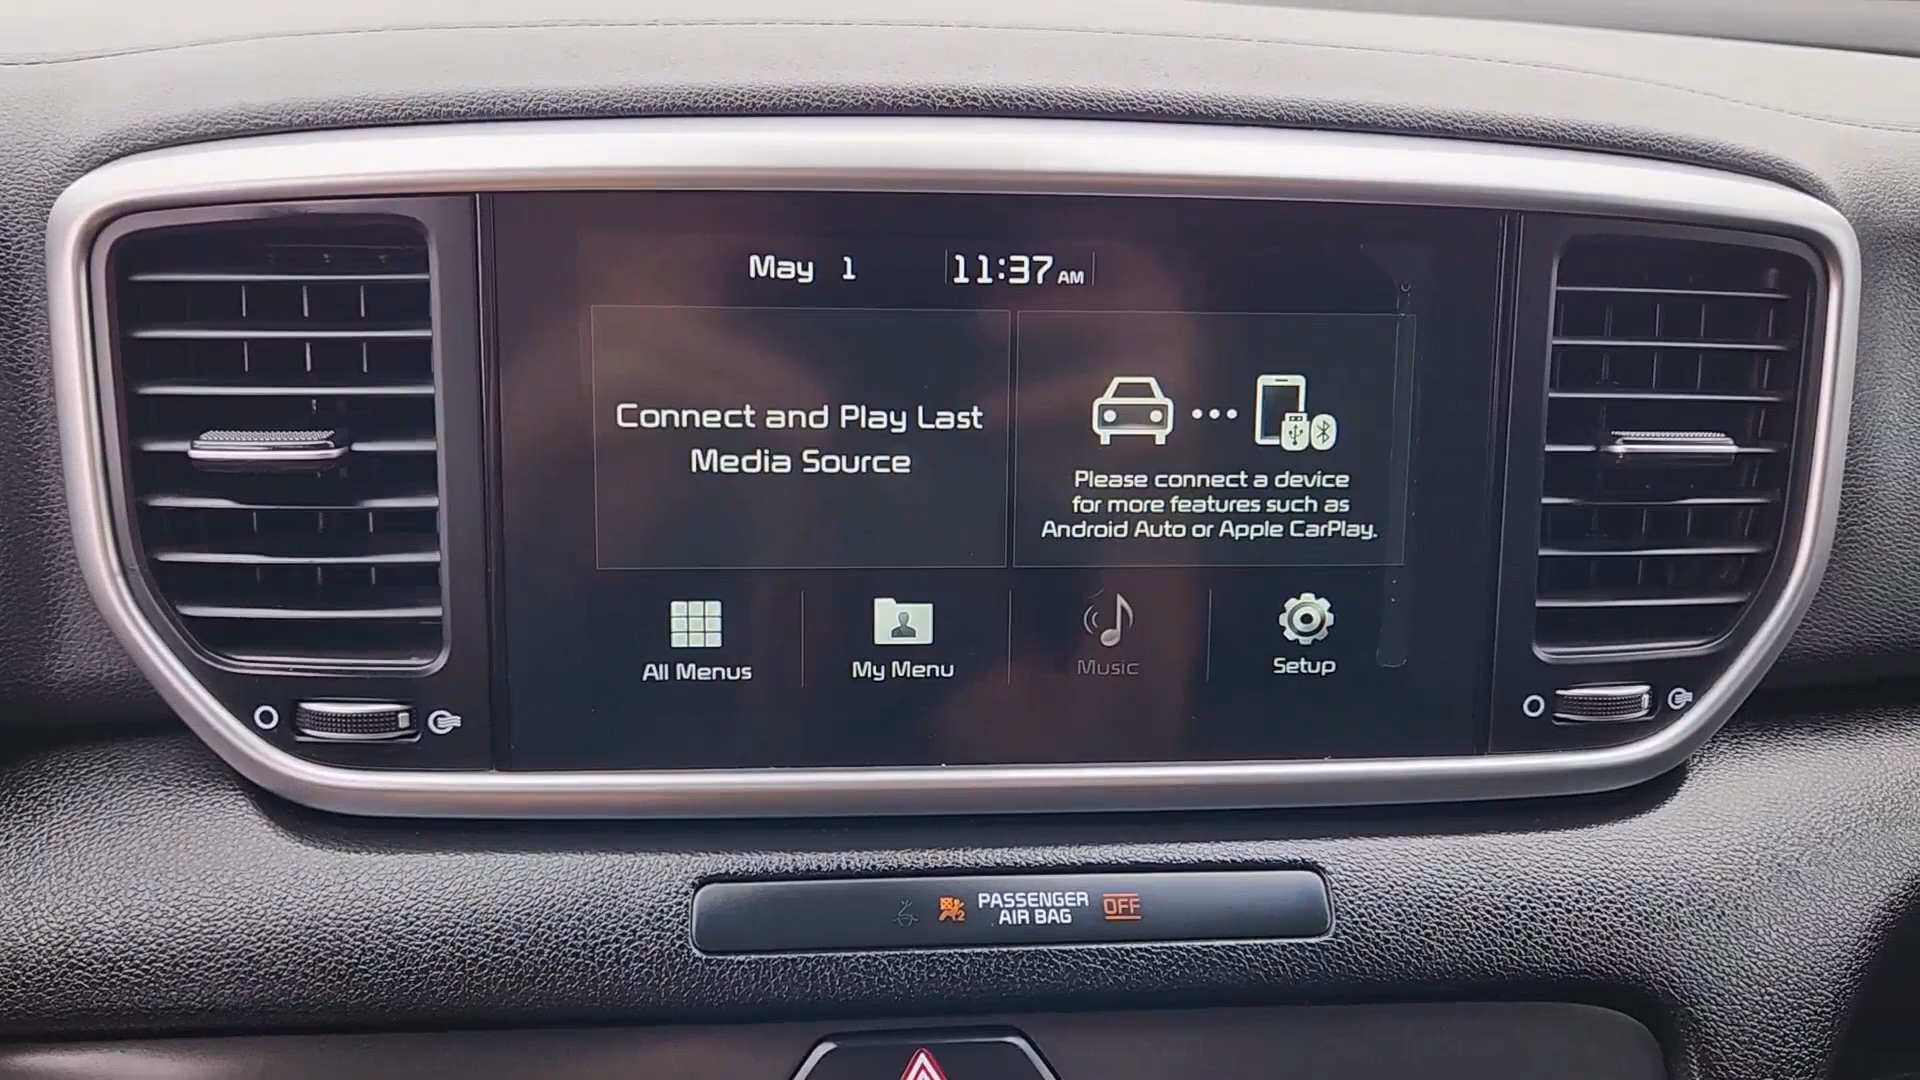 May 1 11:37 AM
Connect and Play Last
Media Source
Please connect a device
for more features such as
Android Auto or Apple CarPlay.
All Menus
My Menu
Music
Setup
PASSENGER
AIR BAG
OFF